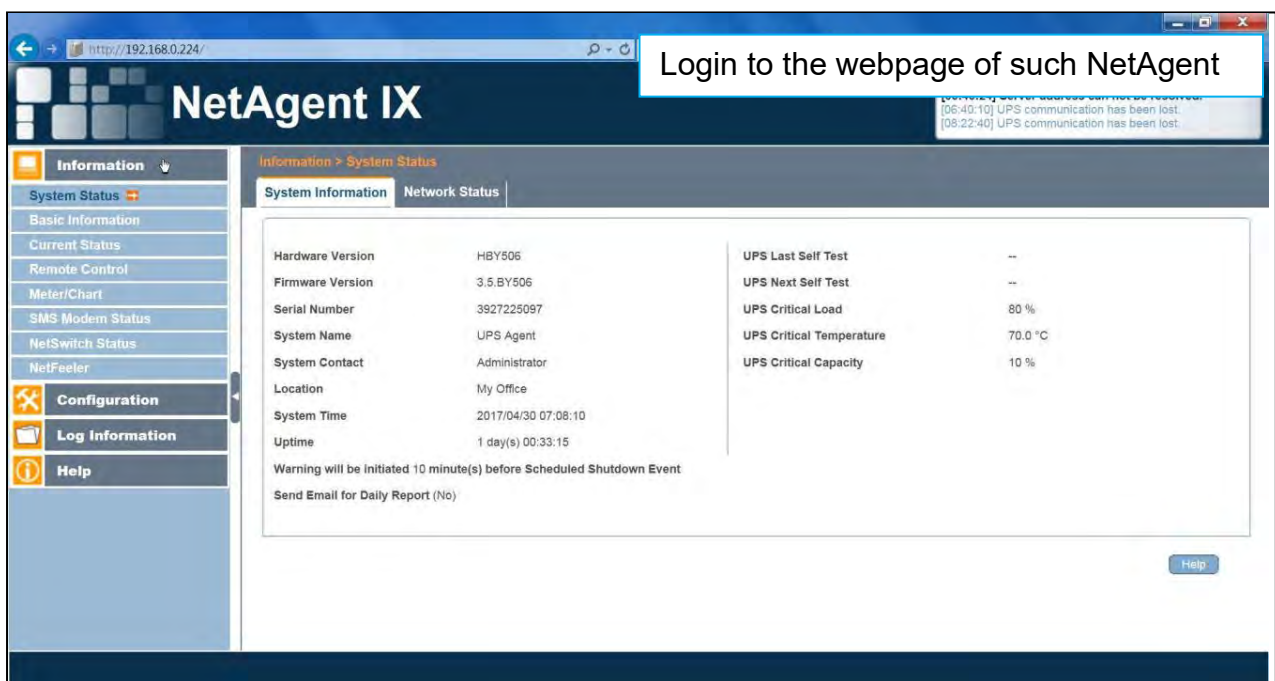 http://192.168.0.224/
Login to the webpage of such NetAgent
NetAgent IX
Server address can not be resolved.
[06:40:10] UPS communication has been lost.
[08:22:40] UPS communication has been lost.
Information
System Status
Basic Information
Current Status
Remote Control
Meter/Chart
SMS Modem Status
NetSwitch Status
NetFeeler
Configuration
Log Information
Help
Information > System Status
System Information Network Status
Hardware Version HBY506
Firmware Version 3.5.BY506
Serial Number 3927225097
System Name UPS Agent
System Contact Administrator
Location My Office
System Time 2017/04/30 07:08:10
Uptime 1 day(s) 00:33:15
Warning will be initiated 10 minute(s) before Scheduled Shutdown Event
Send Email for Daily Report (No)
UPS Last Self Test --
UPS Next Self Test --
UPS Critical Load 80 %
UPS Critical Temperature 70.0 °C
UPS Critical Capacity 10 %
Help